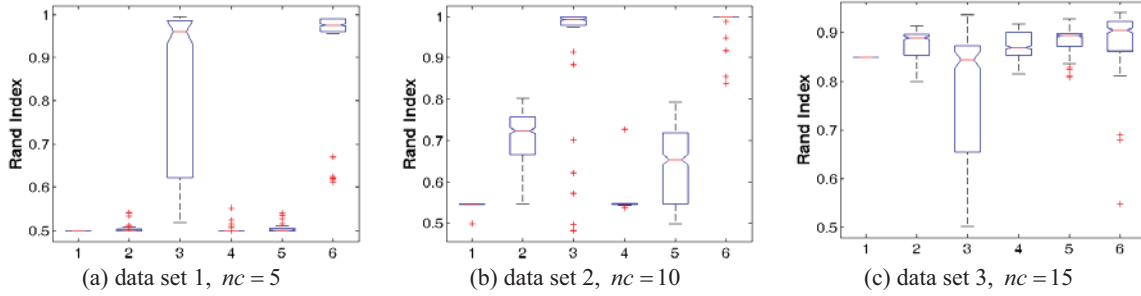 Rand Index
1
0.9
0.8
0.7
0.6
0.5
1 2 3 4 5 6
(a) data set 1, nc = 5
Rand Index
1
0.9
0.8
0.7
0.6
0.5
1 2 3 4 5 6
(b) data set 2, nc = 10
Rand Index
0.9
0.8
0.7
0.6
0.5
1 2 3 4 5 6
(c) data set 3, nc = 15